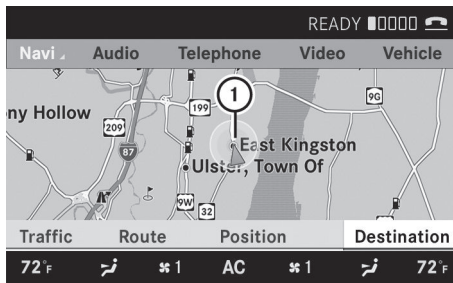 READY
Navi Audio Telephone Video Vehicle
1
9G
199
ny Hollow
209
East Kingston
87
Ulster, Town Of
9W
32
Traffic Route Position Destination
72°F 1 AC 1 72°F